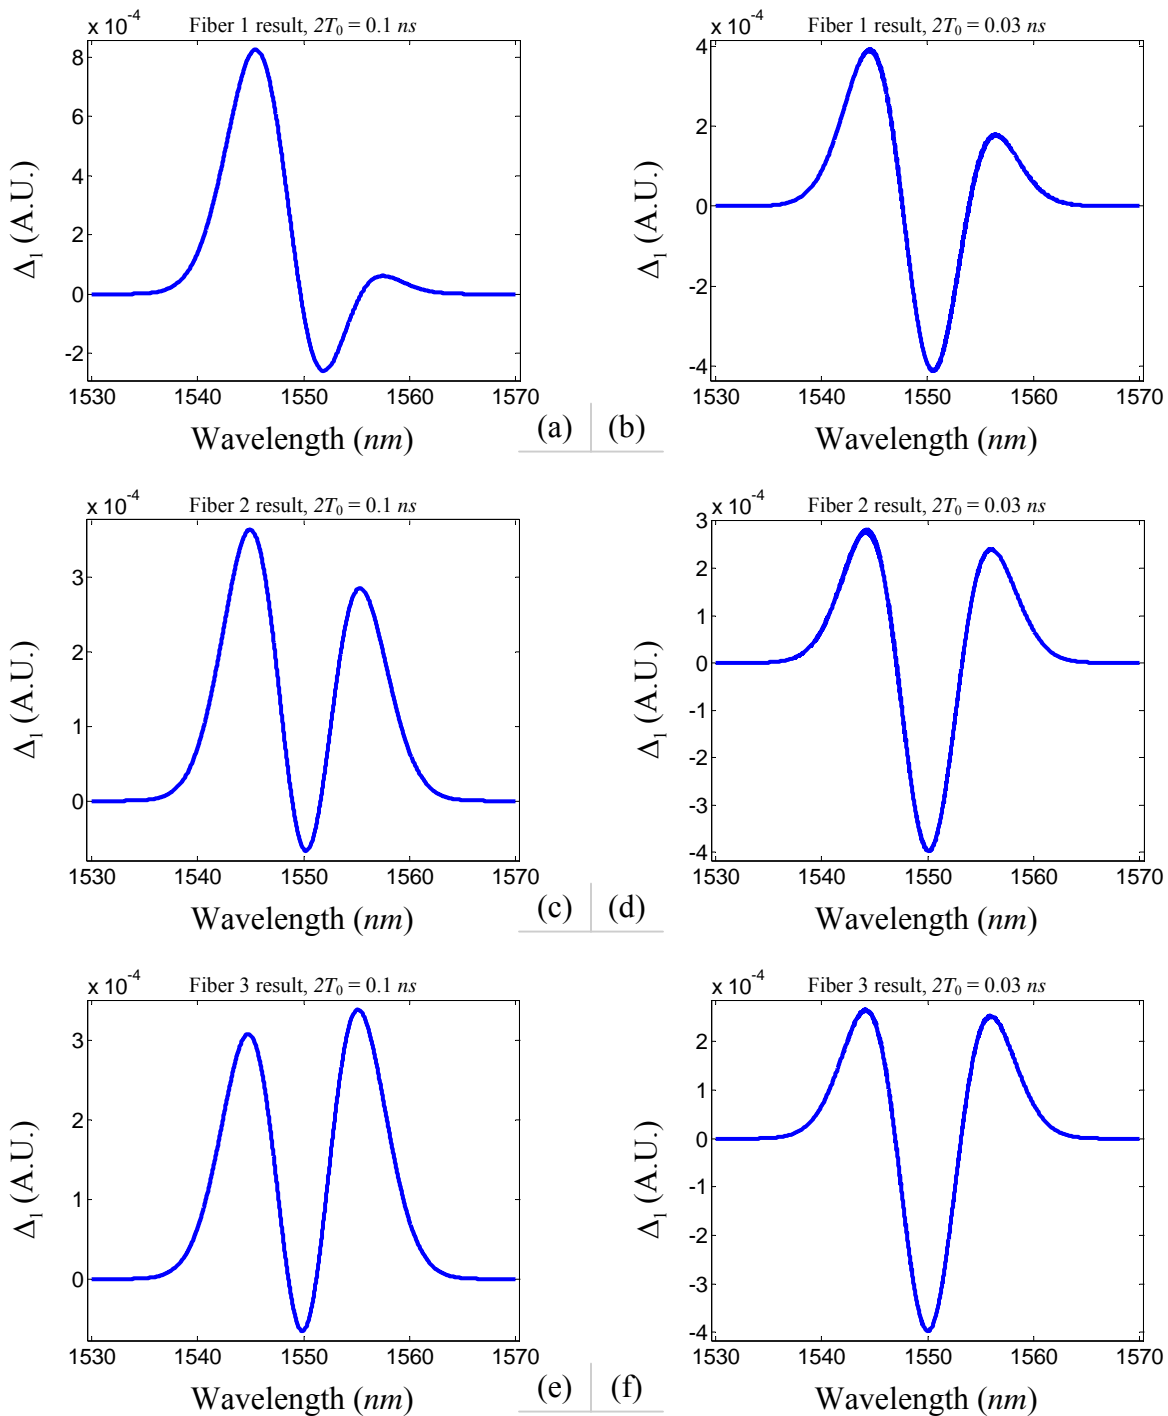 x 10⁻⁴ Fiber 1 result, 2T₀ = 0.1 ns
8
6
4
2
0
-2
Δ₁ (A.U.)
1530 1540 1550 1560 1570
Wavelength (nm)
(a)
x 10⁻⁴ Fiber 1 result, 2T₀ = 0.03 ns
4
2
0
-2
-4
Δ₁ (A.U.)
1530 1540 1550 1560 1570
Wavelength (nm)
(b)
x 10⁻⁴ Fiber 2 result, 2T₀ = 0.1 ns
3
2
1
0
Δ₁ (A.U.)
1530 1540 1550 1560 1570
Wavelength (nm)
(c)
x 10⁻⁴ Fiber 2 result, 2T₀ = 0.03 ns
3
2
1
0
-1
-2
-3
-4
Δ₁ (A.U.)
1530 1540 1550 1560 1570
Wavelength (nm)
(d)
x 10⁻⁴ Fiber 3 result, 2T₀ = 0.1 ns
3
2
1
0
Δ₁ (A.U.)
1530 1540 1550 1560 1570
Wavelength (nm)
(e)
x 10⁻⁴ Fiber 3 result, 2T₀ = 0.03 ns
2
1
0
-1
-2
-3
-4
Δ₁ (A.U.)
1530 1540 1550 1560 1570
Wavelength (nm)
(f)